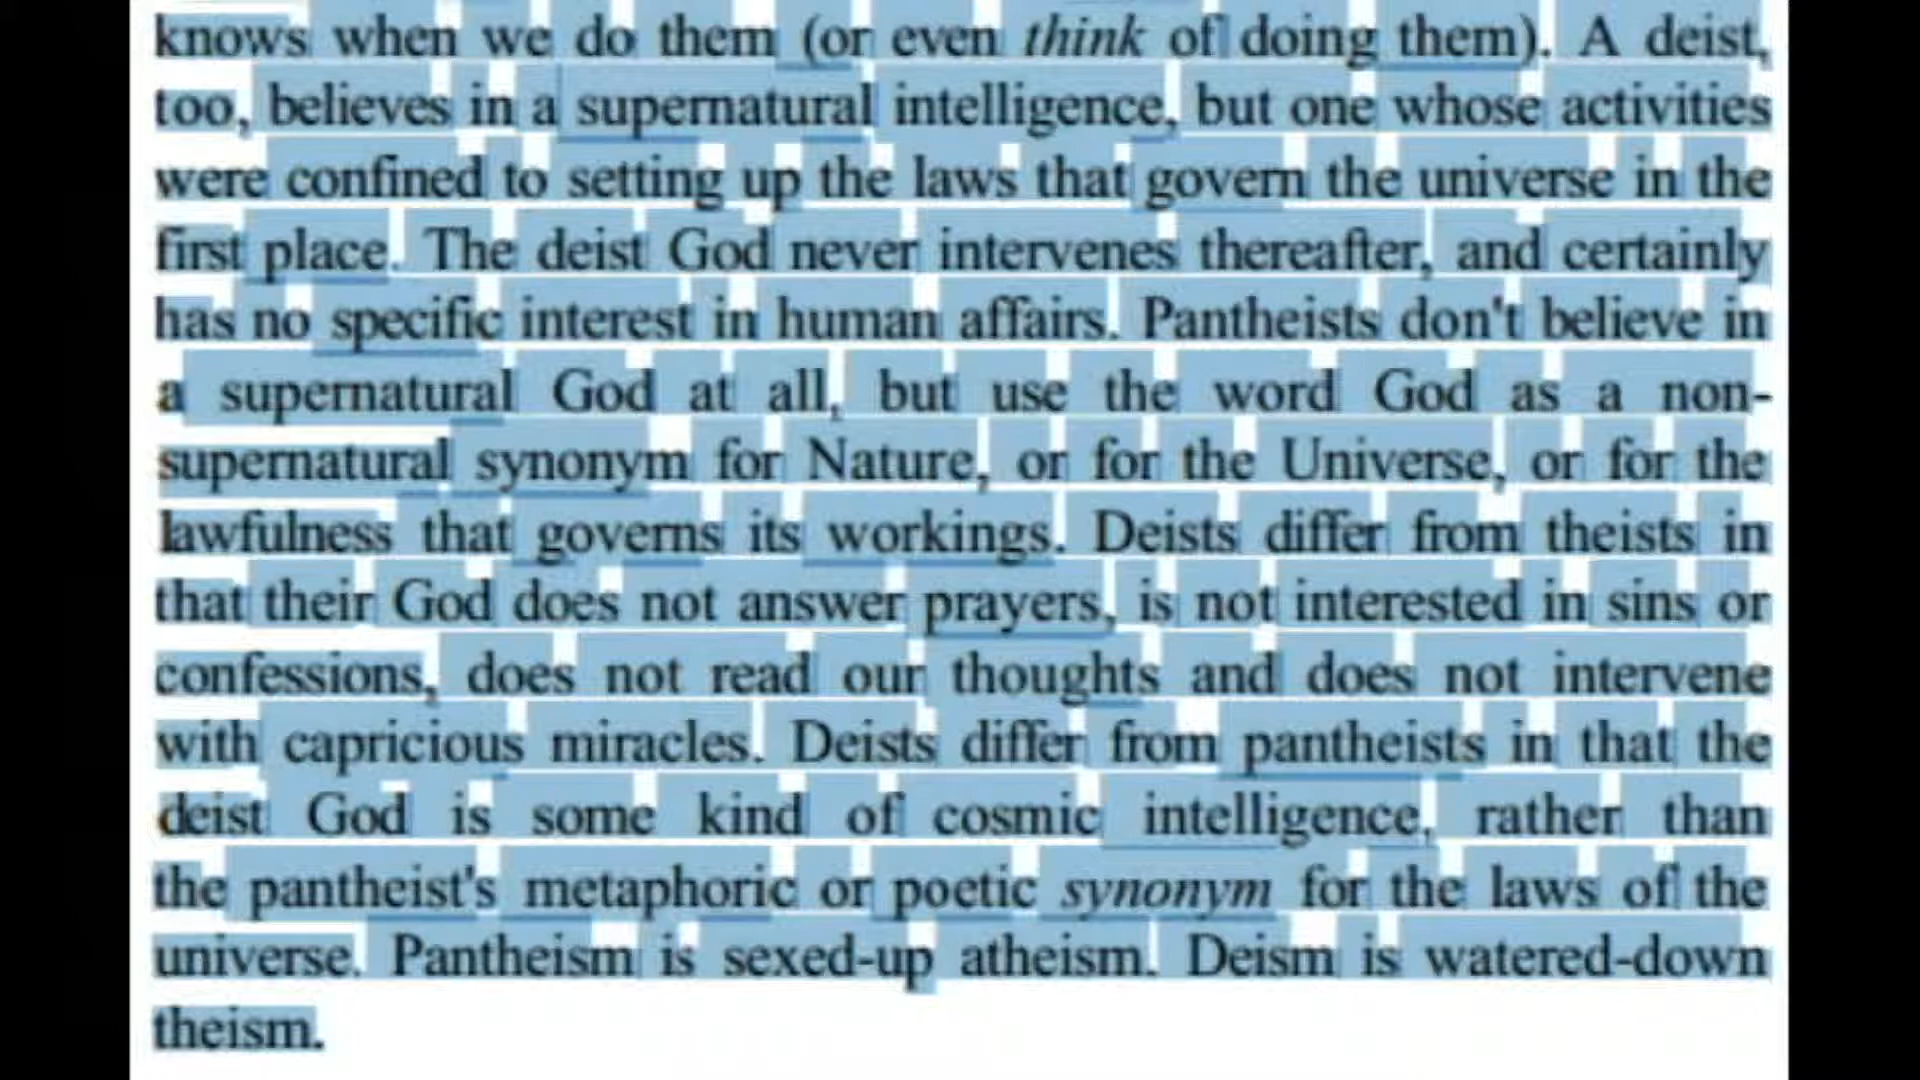 knows when we do them (or even think of doing them). A deist,
too, believes in a supernatural intelligence, but one whose activities
were confined to setting up the laws that govern the universe in the
first place. The deist God never intervenes thereafter, and certainly
has no specific interest in human affairs. Pantheists don't believe in
a supernatural God at all, but use the word God as a non-
supernatural synonym for Nature, or for the Universe, or for the
lawfulness that governs its workings. Deists differ from theists in
that their God does not answer prayers, is not interested in sins or
confessions, does not read our thoughts and does not intervene
with capricious miracles. Deists differ from pantheists in that the
deist God is some kind of cosmic intelligence, rather than
the pantheist's metaphoric or poetic synonym for the laws of the
universe. Pantheism is sexed-up atheism. Deism is watered-down
theism.